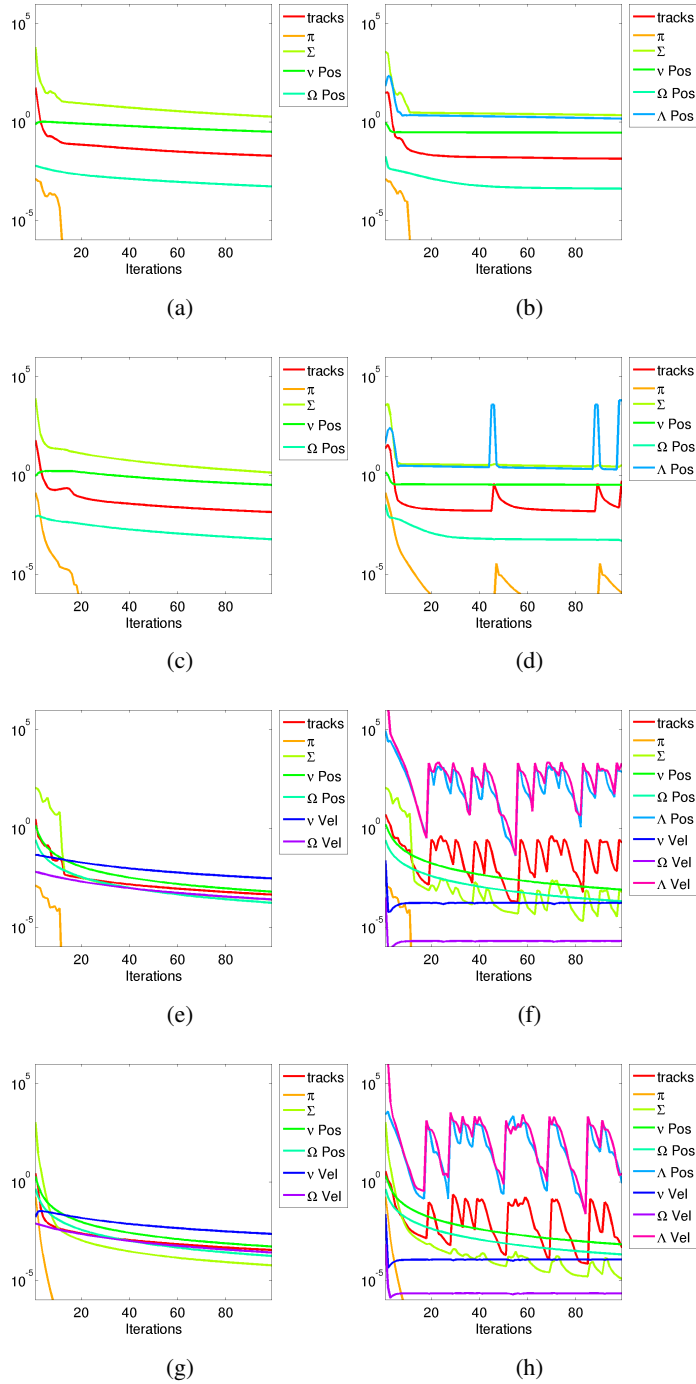 10^5
10^0
10^-5
20 40 60 80
Iterations
tracks
π
Σ
ν Pos
Ω Pos
(a)
10^5
10^0
10^-5
20 40 60 80
Iterations
tracks
π
Σ
ν Pos
Ω Pos
Λ Pos
(b)
10^5
10^0
10^-5
20 40 60 80
Iterations
tracks
π
Σ
ν Pos
Ω Pos
(c)
10^5
10^0
10^-5
20 40 60 80
Iterations
tracks
π
Σ
ν Pos
Ω Pos
Λ Pos
(d)
10^5
10^0
10^-5
20 40 60 80
Iterations
tracks
π
Σ
ν Pos
Ω Pos
ν Vel
Ω Vel
(e)
10^5
10^0
10^-5
20 40 60 80
Iterations
tracks
π
Σ
ν Pos
Ω Pos
Λ Pos
ν Vel
Ω Vel
Λ Vel
(f)
10^5
10^0
10^-5
20 40 60 80
Iterations
tracks
π
Σ
ν Pos
Ω Pos
ν Vel
Ω Vel
(g)
10^5
10^0
10^-5
20 40 60 80
Iterations
tracks
π
Σ
ν Pos
Ω Pos
Λ Pos
ν Vel
Ω Vel
Λ Vel
(h)